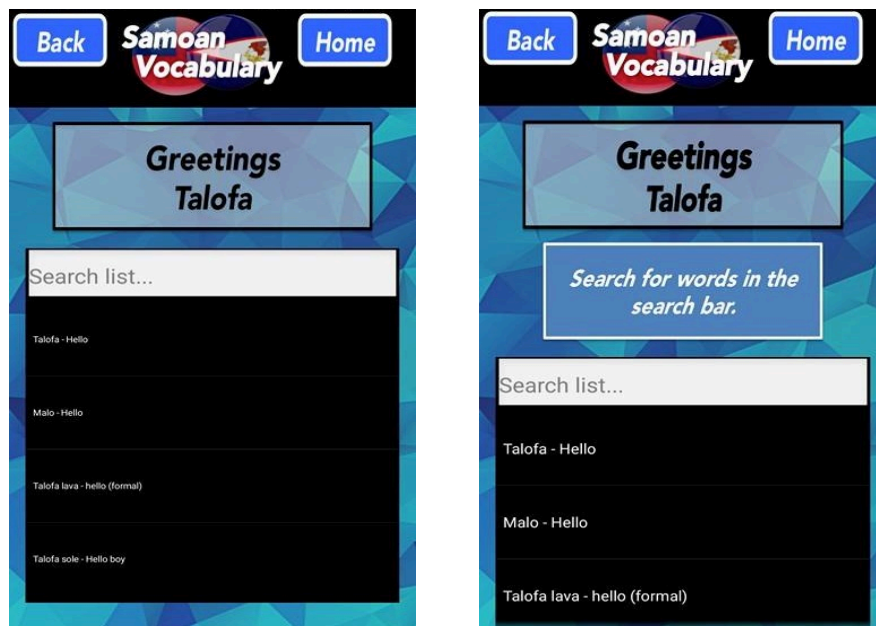 Back
Samoan
Vocabulary
Home
Greetings
Talofa
Search list...
Talofa - Hello
Malo - Hello
Talofa lava - hello (formal)
Talofa sole - Hello boy
Back
Samoan
Vocabulary
Home
Greetings
Talofa
Search for words in the
search bar.
Search list...
Talofa - Hello
Malo - Hello
Talofa lava - hello (formal)